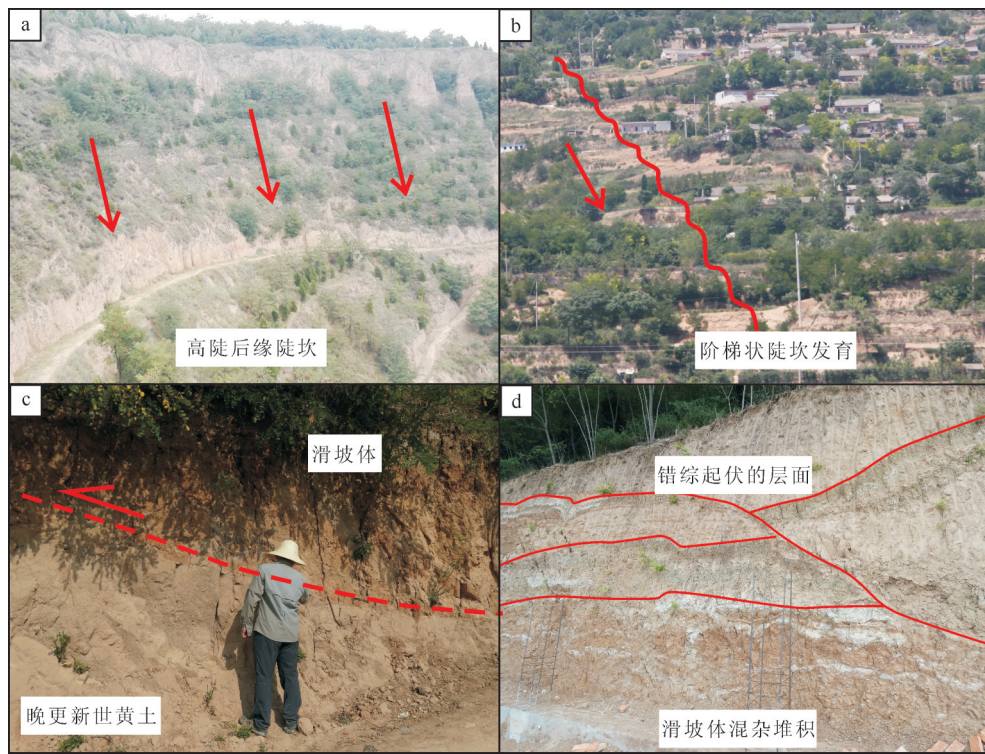 a
高陡后缘陡坎
b
阶梯状陡坎发育
c
滑坡体
晚更新世黄土
d
错综起伏的层面
滑坡体混杂堆积